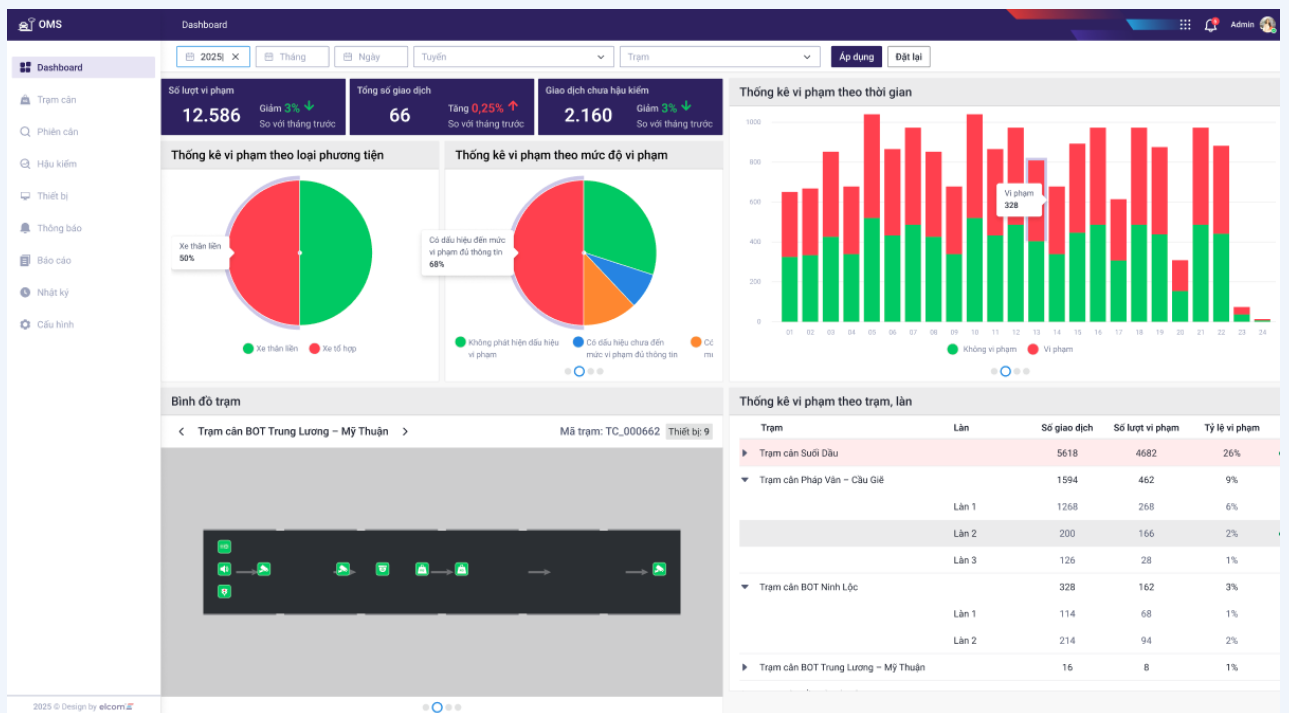 OMS
Dashboard
Admin
Dashboard
Trạm cân
Phiên cân
Hậu kiểm
Thiết bị
Thông báo
Báo cáo
Nhật ký
Cấu hình
2025 © Design by elcom
2025
Tháng
Ngày
Tuyến
Trạm
Áp dụng
Đặt lại
Số lượt vi phạm
12.586
Giảm 3%
So với tháng trước
Tổng số giao dịch
66
Tăng 0,25%
So với tháng trước
Giao dịch chưa hậu kiểm
2.160
Giảm 3%
So với tháng trước
Thống kê vi phạm theo loại phương tiện
Xe thân liền
50%
Xe thân liền
Xe tổ hợp
Thống kê vi phạm theo mức độ vi phạm
Có dấu hiệu đến mức
vi phạm đủ thông tin
68%
Không phát hiện dấu hiệu
vi phạm
Có dấu hiệu chưa đến
mức vi phạm đủ thông tin
Thống kê vi phạm theo thời gian
1000
800
600
400
200
0
Vi phạm
328
01 02 03 04 05 06 07 08 09 10 11 12 13 14 15 16 17 18 19 20 21 22 23 24
Không vi phạm
Vi phạm
Bình đồ trạm
Trạm cân BOT Trung Lương – Mỹ Thuận
Mã trạm: TC_000662
Thiết bị: 9
Thống kê vi phạm theo trạm, làn
Trạm Làn Số giao dịch Số lượt vi phạm Tỷ lệ vi phạm
Trạm cân Suối Dầu 5618 4682 26%
Trạm cân Pháp Vân – Cầu Giẽ 1594 462 9%
Làn 1 1268 268 6%
Làn 2 200 166 2%
Làn 3 126 28 1%
Trạm cân BOT Ninh Lộc 328 162 3%
Làn 1 114 68 1%
Làn 2 214 94 2%
Trạm cân BOT Trung Lương – Mỹ Thuận 16 8 1%